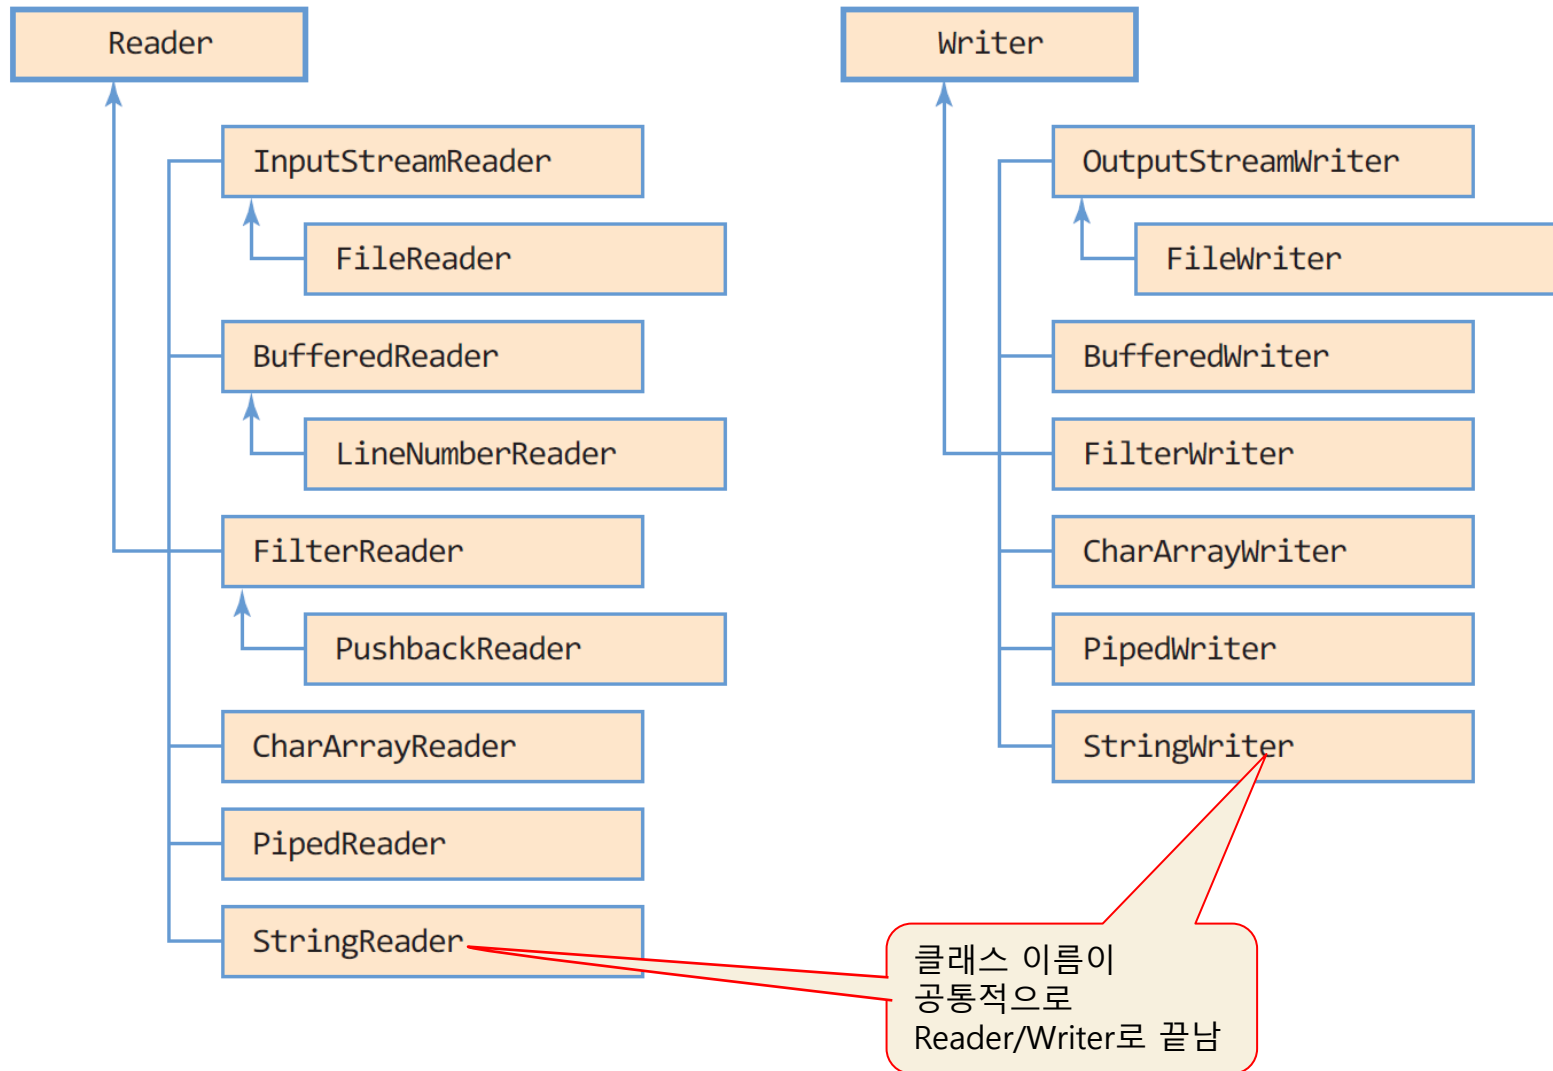 Reader
InputStreamReader
FileReader
BufferedReader
LineNumberReader
FilterReader
PushbackReader
CharArrayReader
PipedReader
StringReader
Writer
OutputStreamWriter
FileWriter
BufferedWriter
FilterWriter
CharArrayWriter
PipedWriter
StringWriter
클래스 이름이
공통적으로
Reader/Writer로 끝남